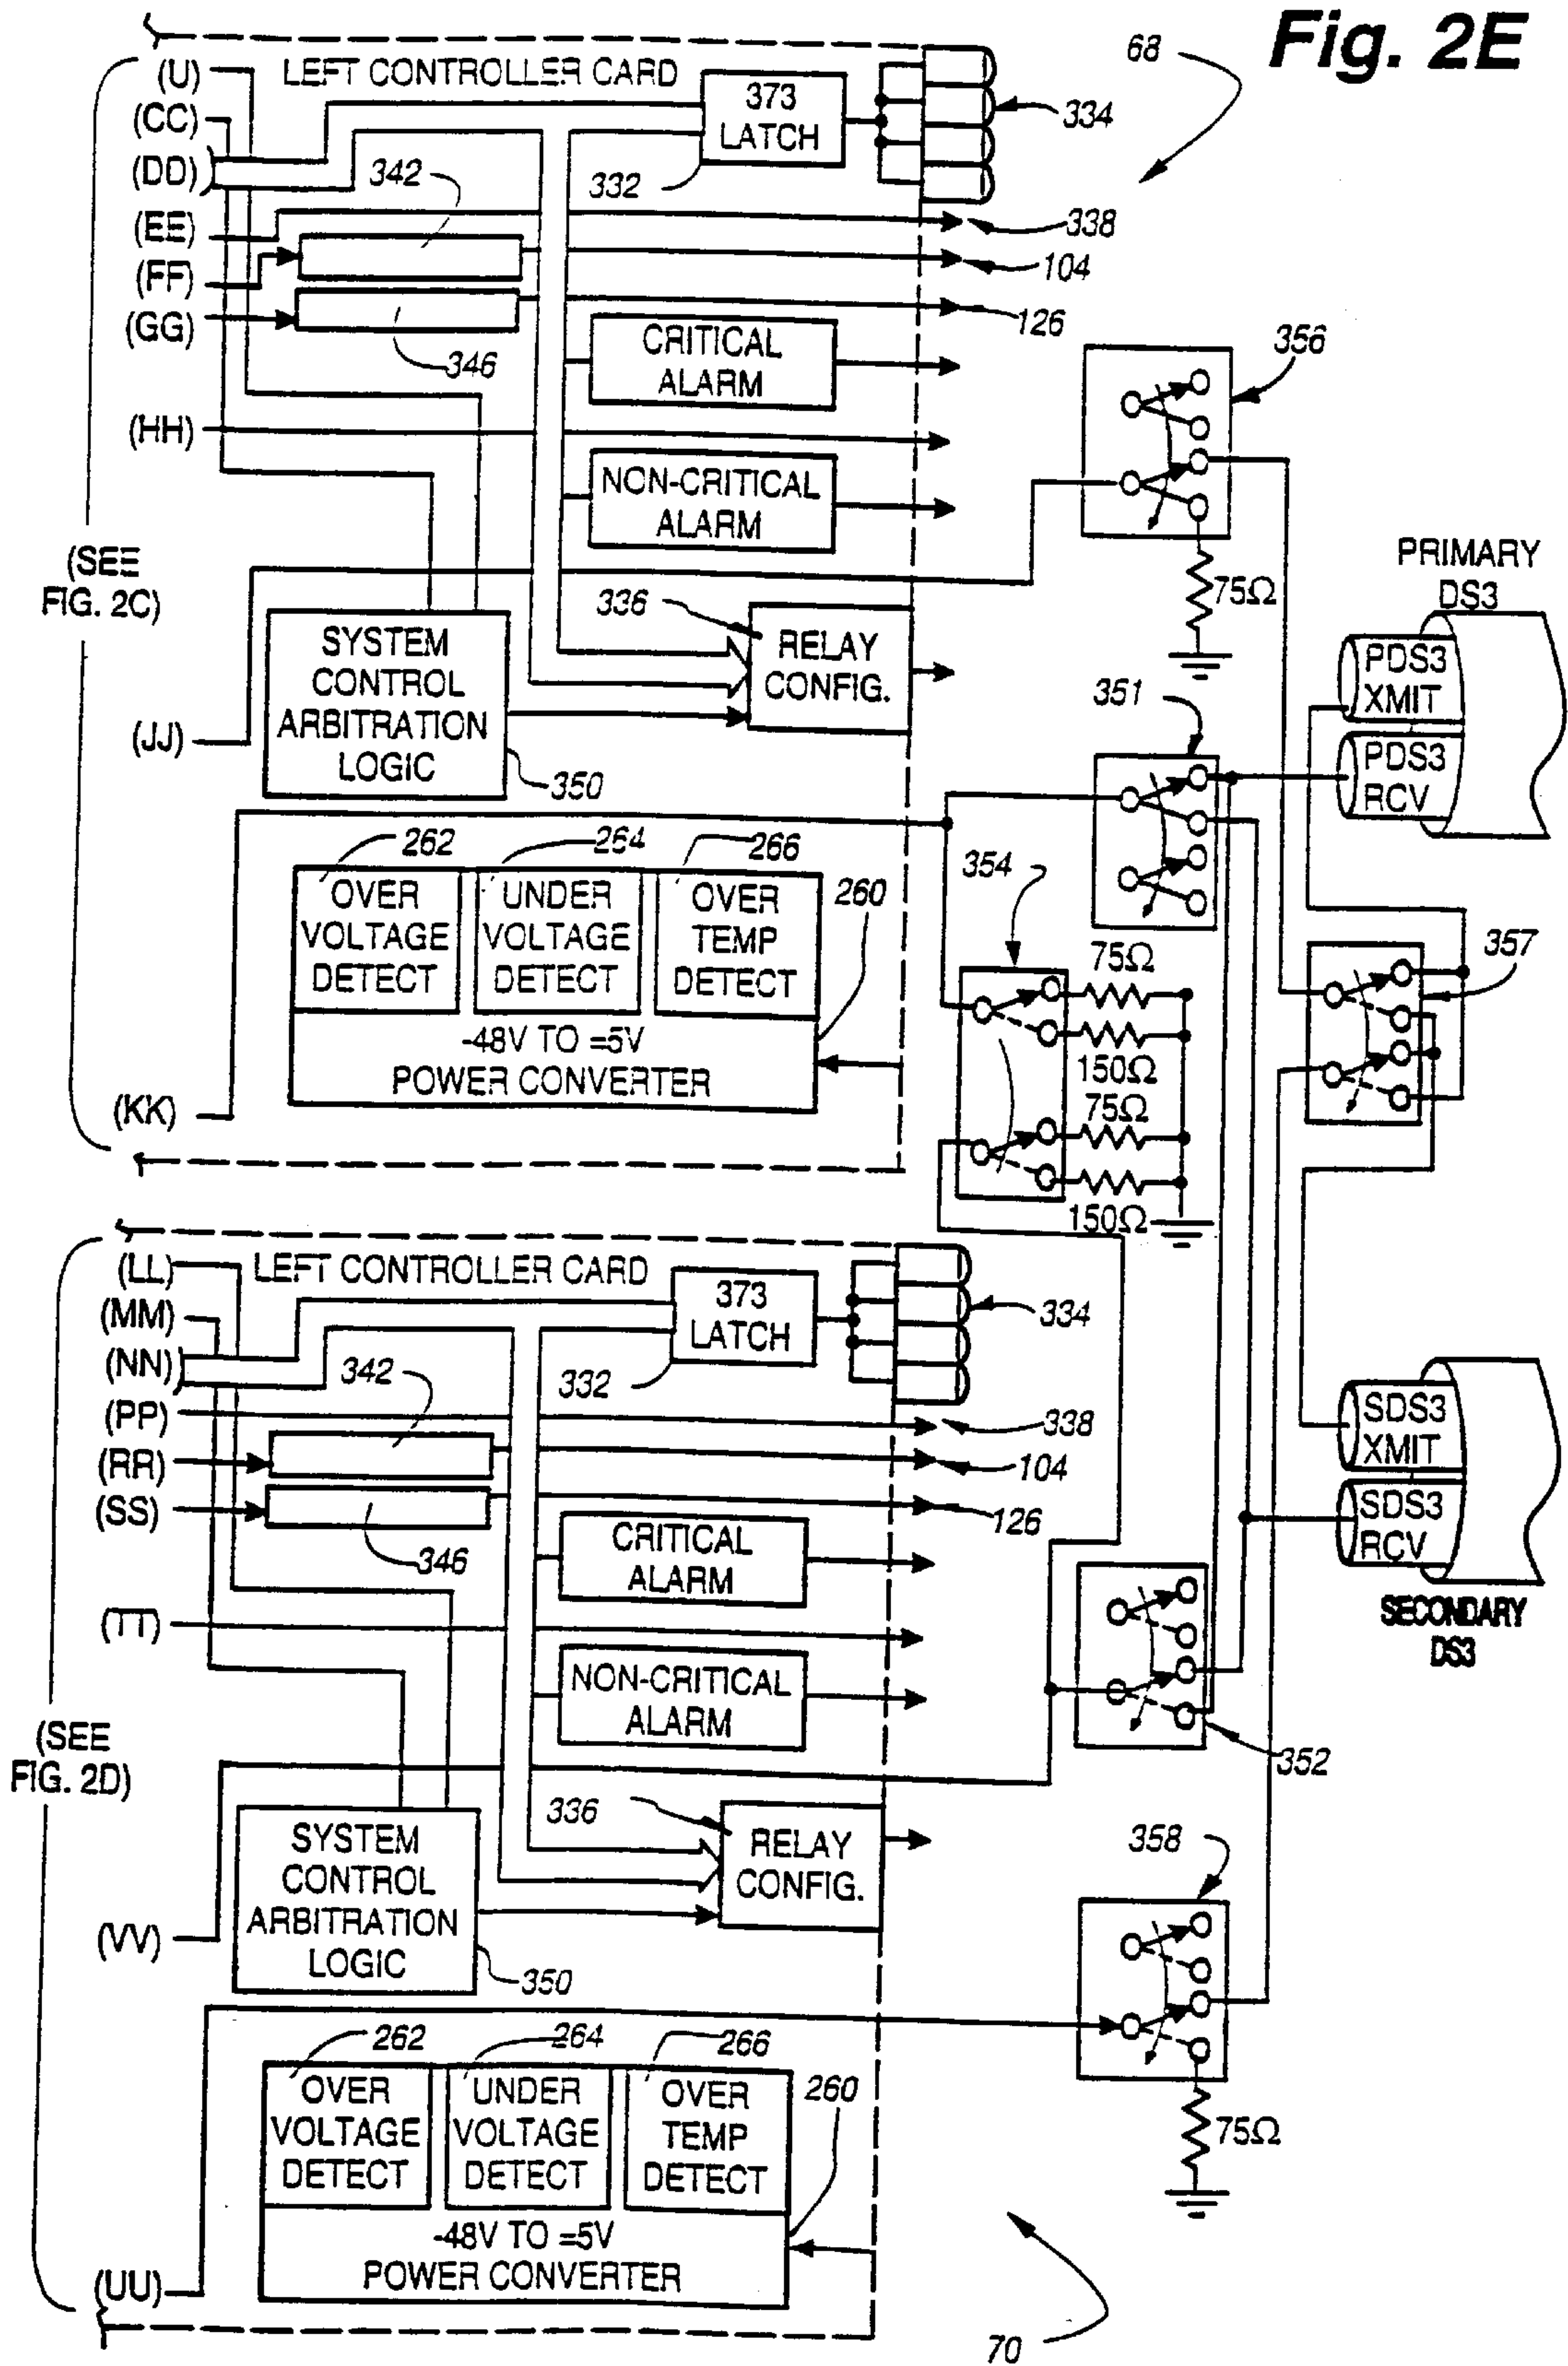 Fig. 2E
68
(U)
LEFT CONTROLLER CARD
(CC)
373
LATCH
334
(DD)
342
332
(EE)
338
(FF)
104
(GG)
126
346
CRITICAL
ALARM
356
(HH)
NON-CRITICAL
ALARM
(SEE
FIG. 2C)
75Ω
PRIMARY
DS3
336
SYSTEM
CONTROL
ARBITRATION
LOGIC
RELAY
CONFIG.
PDS3
XMIT
351
(JJ)
350
PDS3
RCV
262
264
266
354
260
OVER
VOLTAGE
DETECT
UNDER
VOLTAGE
DETECT
OVER
TEMP
DETECT
357
75Ω
150Ω
75Ω
150Ω
-48V TO =5V
POWER CONVERTER
(KK)
(LL)
LEFT CONTROLLER CARD
(MM)
373
LATCH
334
(NN)
342
332
(PP)
338
(RR)
104
(SS)
126
346
CRITICAL
ALARM
SDS3
XMIT
SDS3
RCV
SECONDARY
DS3
(TT)
NON-CRITICAL
ALARM
(SEE
FIG. 2D)
352
336
SYSTEM
CONTROL
ARBITRATION
LOGIC
RELAY
CONFIG.
358
(VV)
350
262
264
266
260
OVER
VOLTAGE
DETECT
UNDER
VOLTAGE
DETECT
OVER
TEMP
DETECT
75Ω
-48V TO =5V
POWER CONVERTER
(UU)
70